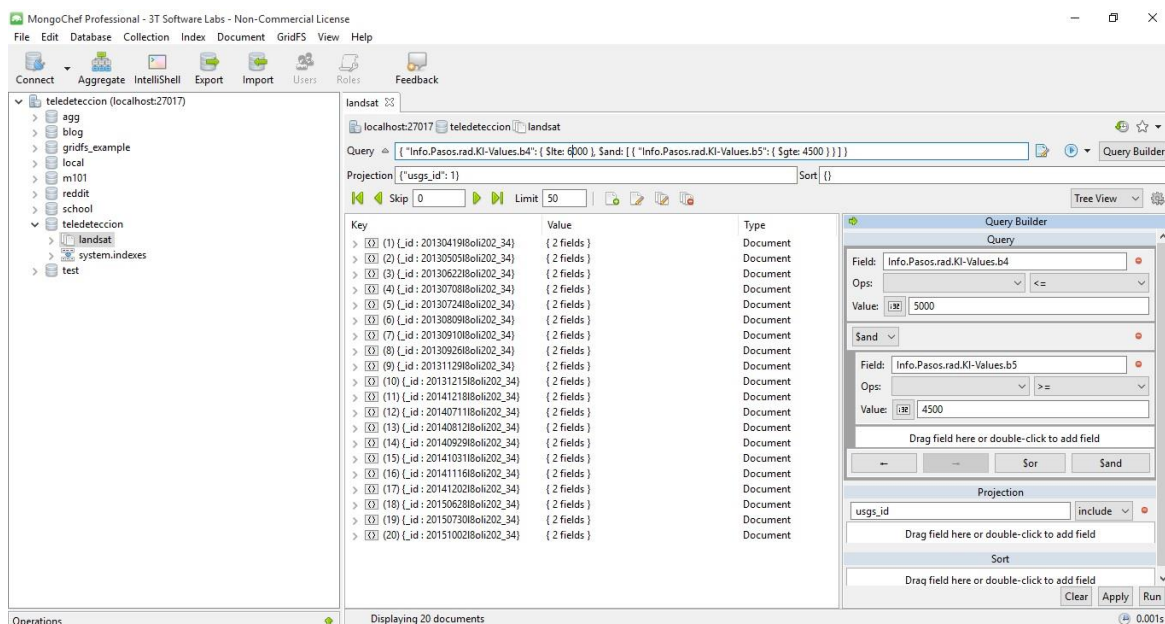 MongoChef Professional - 3T Software Labs - Non-Commercial License
File Edit Database Collection Index Document GridFS View Help
Connect Aggregate IntelliShell Export Import Users Roles Feedback
teledeteccion (localhost:27017)
agg
blog
gridfs_example
local
m101
reddit
school
teledeteccion
landsat
system.indexes
test
Operations
landsat
localhost:27017 teledeteccion landsat
Query { "Info.Pasos.rad.KI-Values.b4": { $lte: 6000 }, $and: [ { "Info.Pasos.rad.KI-Values.b5": { $gte: 4500 } } ] } Query Builder
Projection {"usgs_id": 1} Sort {}
Skip 0 Limit 50 Tree View
Key Value Type
(1) {_id : 20130419l8oli202_34} { 2 fields } Document
(2) {_id : 20130505l8oli202_34} { 2 fields } Document
(3) {_id : 20130622l8oli202_34} { 2 fields } Document
(4) {_id : 20130708l8oli202_34} { 2 fields } Document
(5) {_id : 20130724l8oli202_34} { 2 fields } Document
(6) {_id : 20130809l8oli202_34} { 2 fields } Document
(7) {_id : 20130910l8oli202_34} { 2 fields } Document
(8) {_id : 20130926l8oli202_34} { 2 fields } Document
(9) {_id : 20131129l8oli202_34} { 2 fields } Document
(10) {_id : 20131215l8oli202_34} { 2 fields } Document
(11) {_id : 20141218l8oli202_34} { 2 fields } Document
(12) {_id : 20140711l8oli202_34} { 2 fields } Document
(13) {_id : 20140812l8oli202_34} { 2 fields } Document
(14) {_id : 20140929l8oli202_34} { 2 fields } Document
(15) {_id : 20141031l8oli202_34} { 2 fields } Document
(16) {_id : 20141116l8oli202_34} { 2 fields } Document
(17) {_id : 20141202l8oli202_34} { 2 fields } Document
(18) {_id : 20150628l8oli202_34} { 2 fields } Document
(19) {_id : 20150730l8oli202_34} { 2 fields } Document
(20) {_id : 20151002l8oli202_34} { 2 fields } Document
Query Builder
Query
Field: Info.Pasos.rad.KI-Values.b4
Ops: <=
Value: i32 5000
$and
Field: Info.Pasos.rad.KI-Values.b5
Ops: >=
Value: i32 4500
Drag field here or double-click to add field
← → $or $and
Projection
usgs_id include
Drag field here or double-click to add field
Sort
Drag field here or double-click to add field
Clear Apply Run
Displaying 20 documents 0.001s